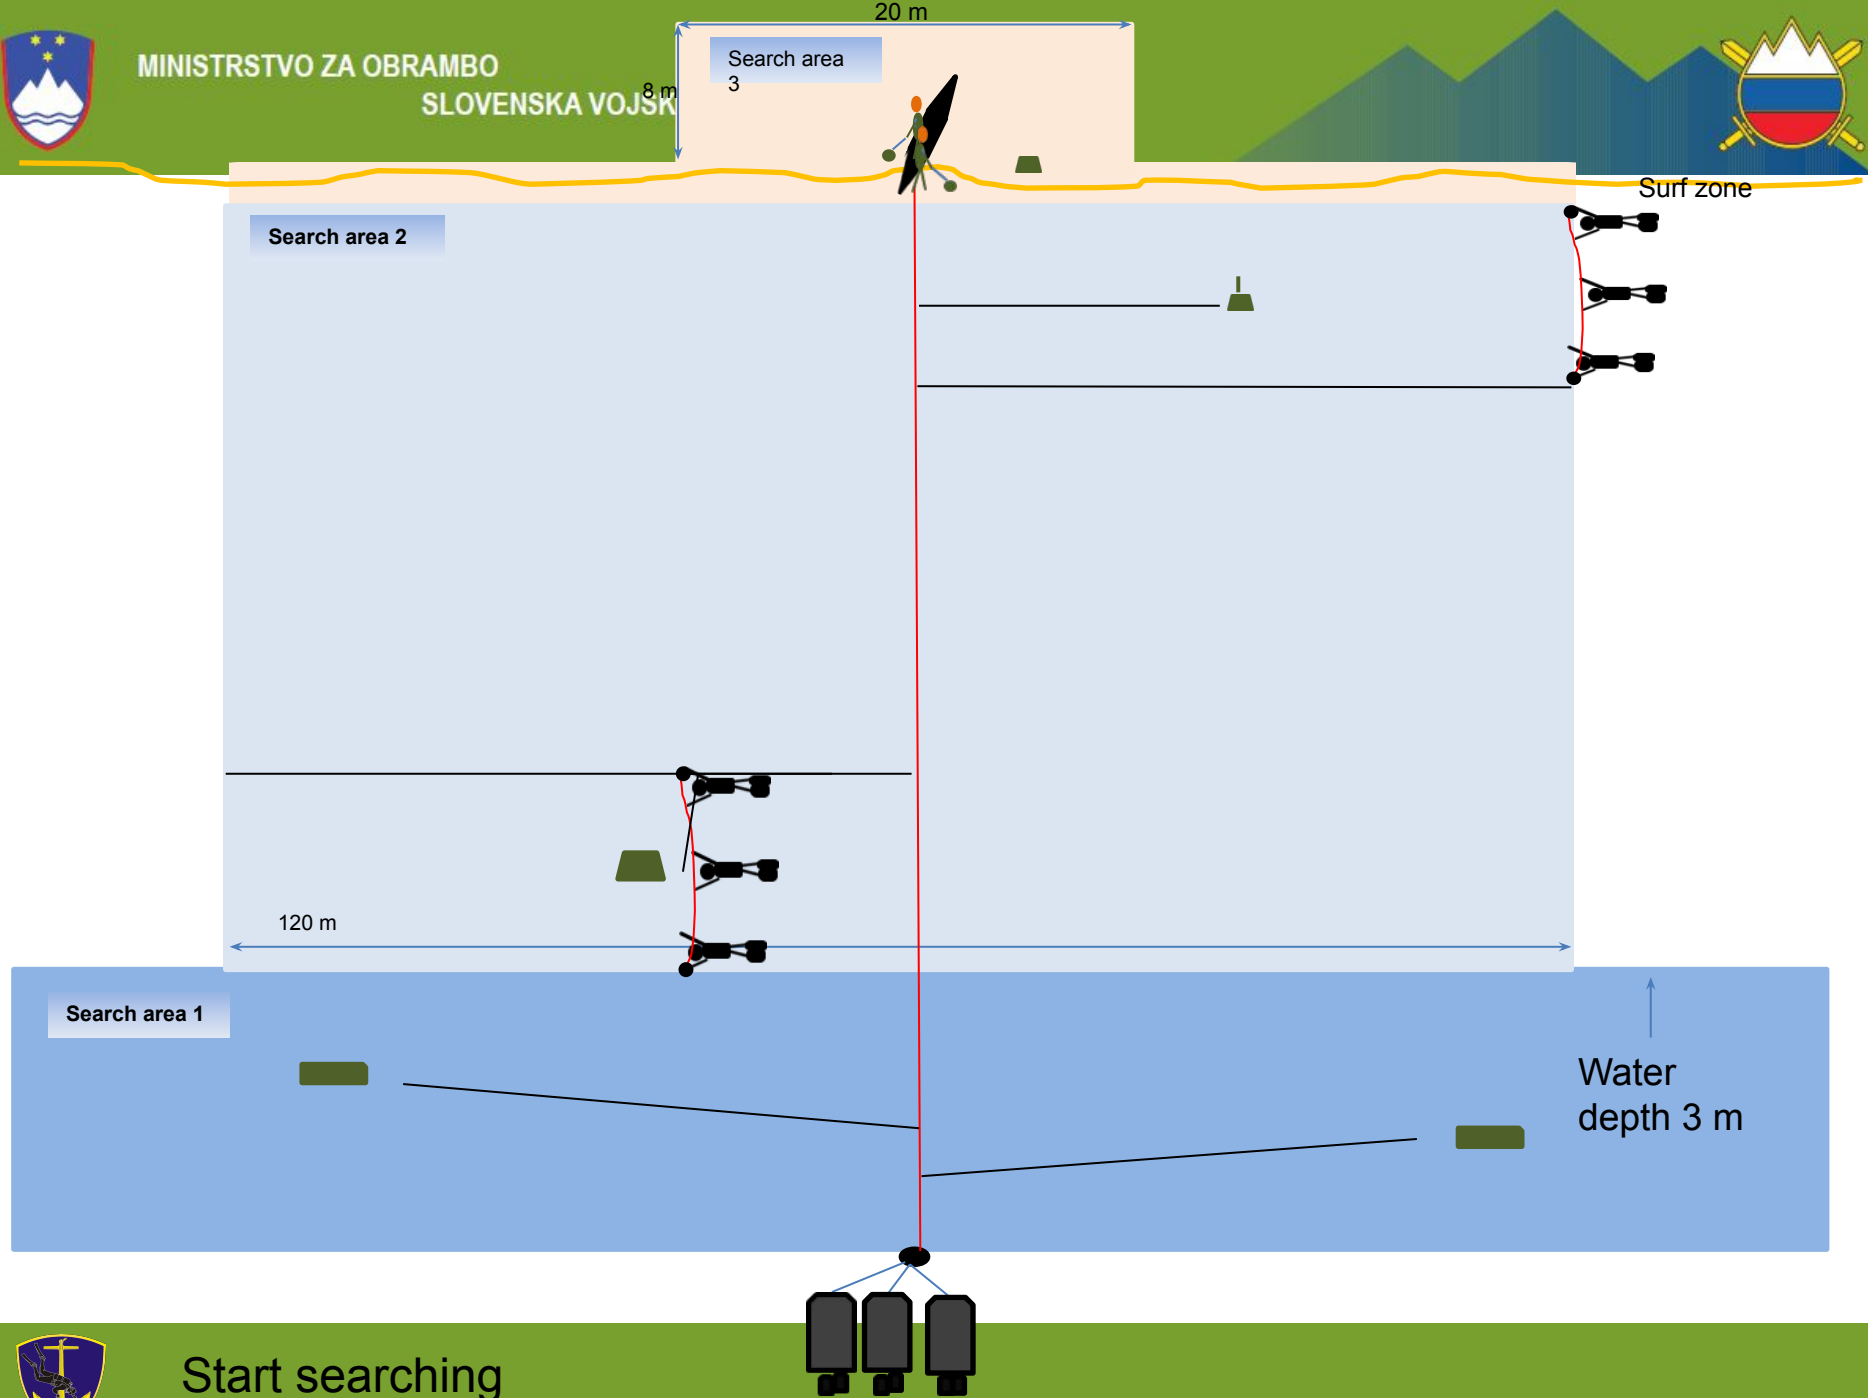 20 m
MINISTRSTVO ZA OBRAMBO
SLOVENSKA VOJSK
8 m
Search area
3
Surf zone
Search area 2
120 m
Search area 1
Water
depth 3 m
Start searching